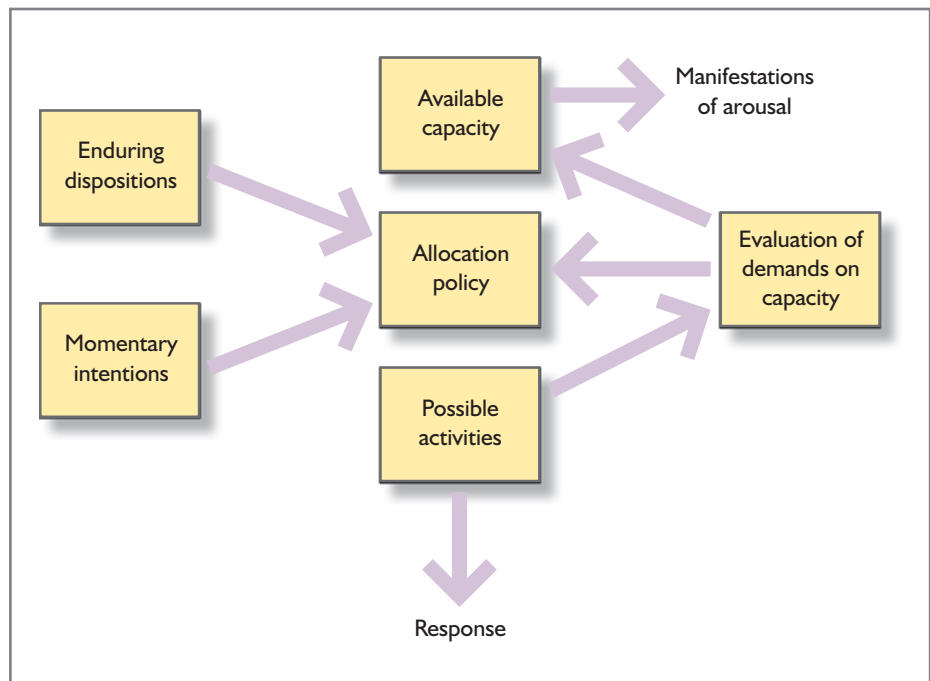 Available
capacity
Manifestations
of arousal
Enduring
dispositions
Allocation
policy
Evaluation of
demands on
capacity
Momentary
intentions
Possible
activities
Response